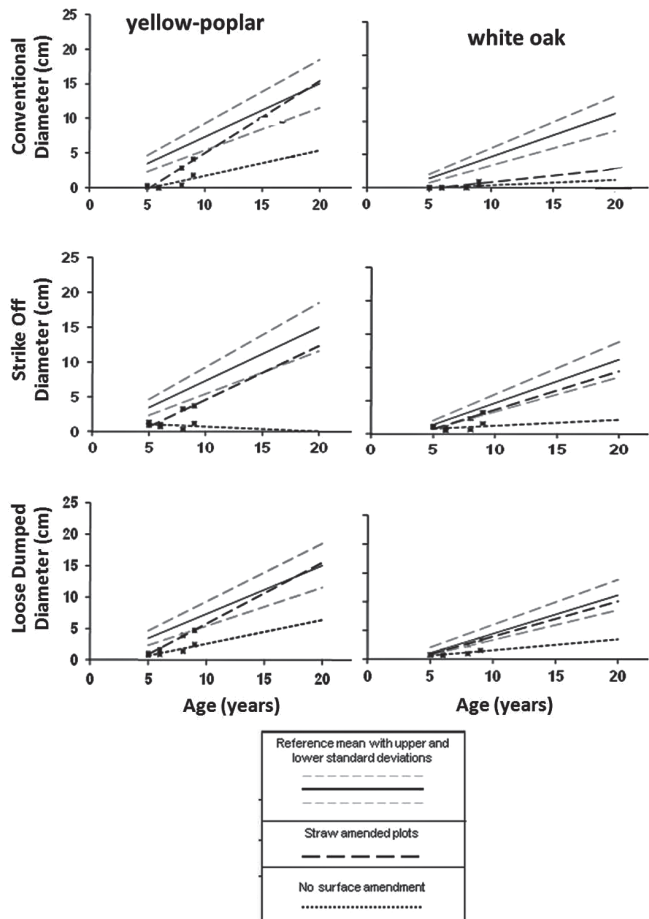 yellow-poplar
white oak
Conventional
Diameter (cm)
25
20
15
10
5
0
0 5 10 15 20
0 5 10 15 20
Strike Off
Diameter (cm)
25
20
15
10
5
0
0 5 10 15 20
0 5 10 15 20
Loose Dumped
Diameter (cm)
25
20
15
10
5
0
0 5 10 15 20
0 5 10 15 20
Age (years)
Age (years)
Reference mean with upper and
lower standard deviations
Straw amended plots
No surface amendment